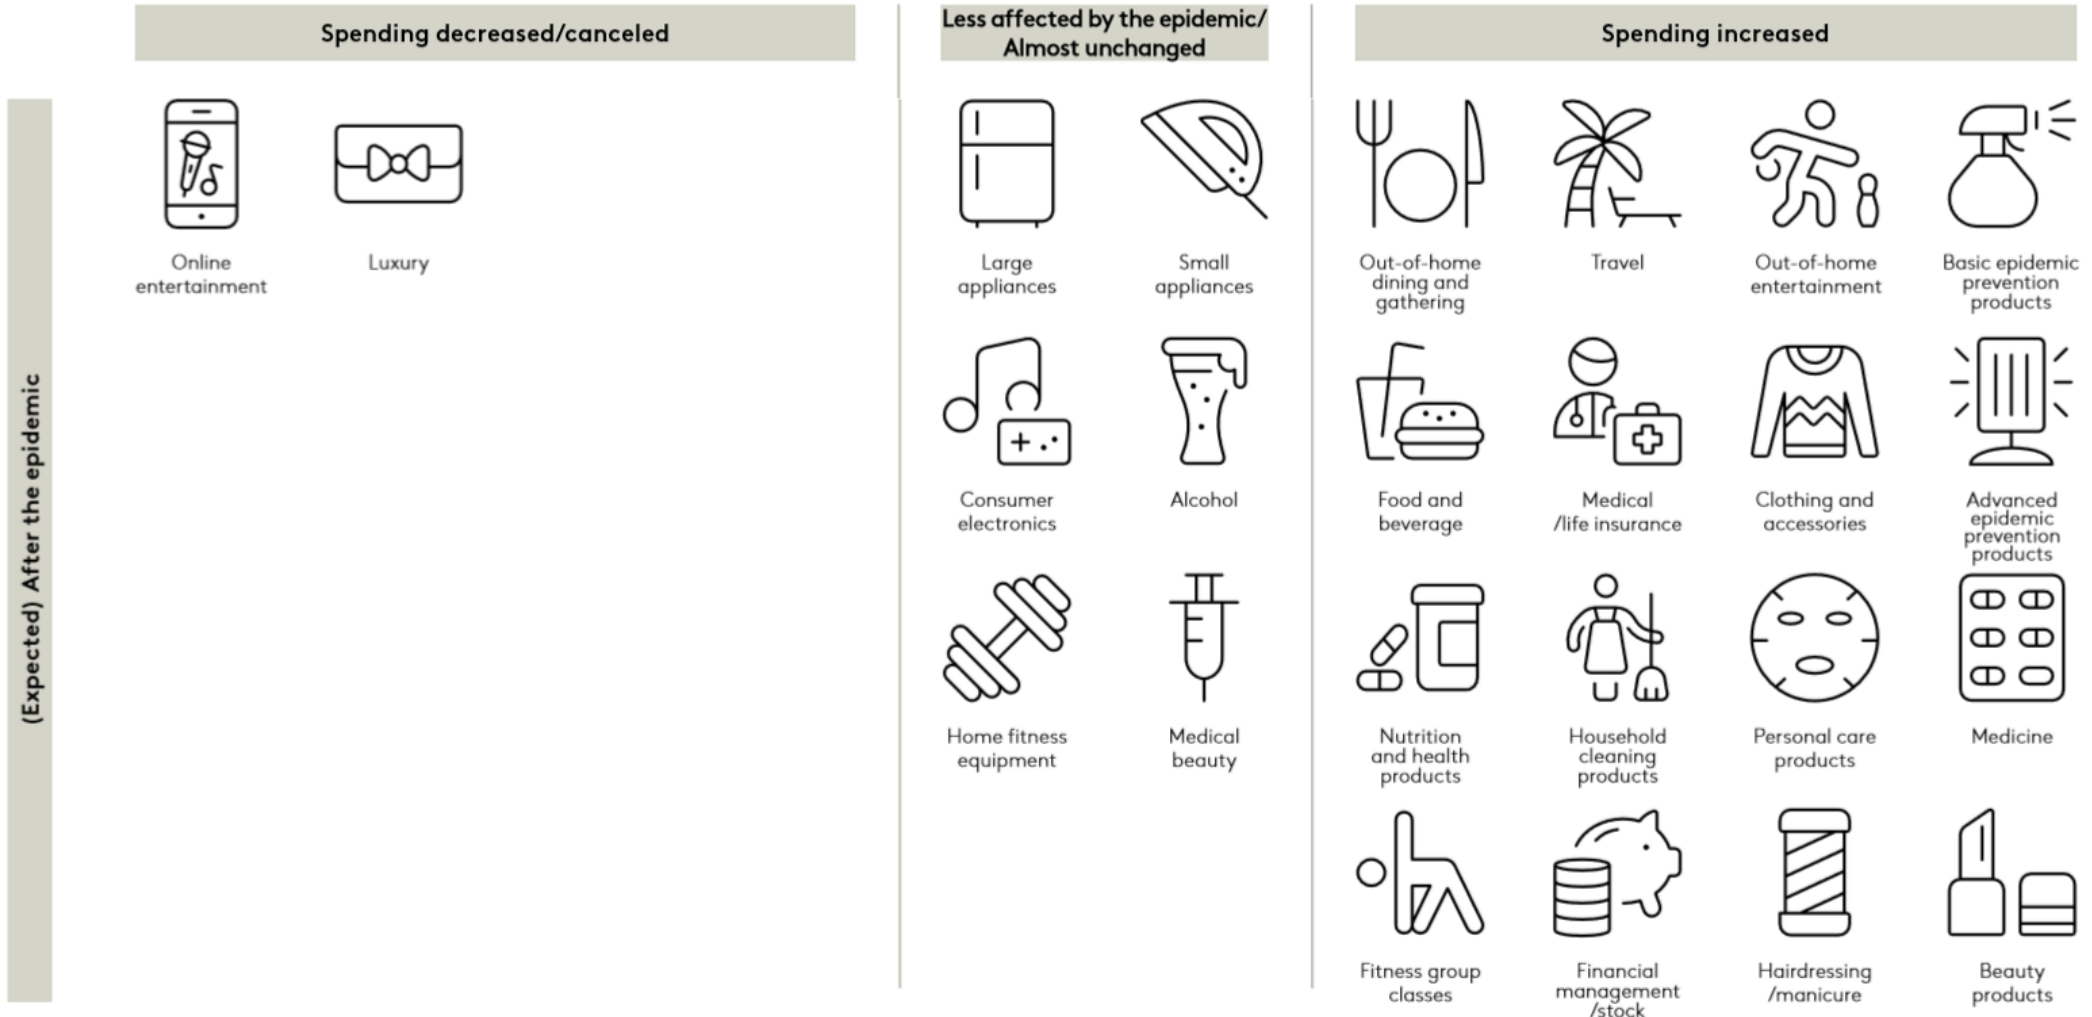 Spending decreased/canceled
Less affected by the epidemic/
Almost unchanged
Spending increased
(Expected) After the epidemic
Online
entertainment
Luxury
Large
appliances
Small
appliances
Out-of-home
dining and
gathering
Travel
Out-of-home
entertainment
Basic epidemic
prevention
products
Consumer
electronics
Alcohol
Food and
beverage
Medical
/life insurance
Clothing and
accessories
Advanced
epidemic
prevention
products
Home fitness
equipment
Medical
beauty
Nutrition
and health
products
Household
cleaning
products
Personal care
products
Medicine
Fitness group
classes
Financial
management
/stock
Hairdressing
/manicure
Beauty
products